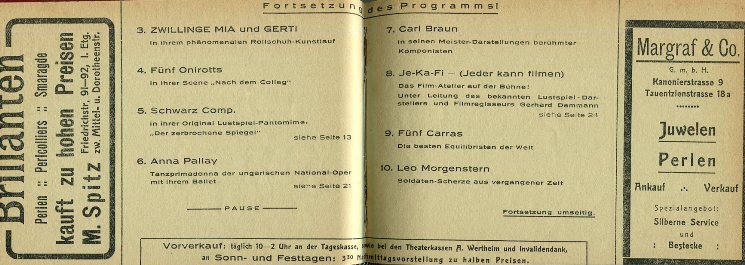 Fortsetzung des Programms!
Brillanten
Perlen :: Perlcolliers :: Smaragde
kauft zu hohen Preisen
M. Spitz
Friedrichstr. 91–92, I. Etg.
zw. Mittel- u. Dorotheenstr.
3. ZWILLINGE MIA und GERTI
In ihrem phänomenalen Rollschuh-Kunstlauf
4. Fünf Onirotts
In ihrer Scene „Nach dem Colleg"
5. Schwarz Comp.
In ihrer Original Lustspiel-Pantomime.
„Der zerbrochene Spiegel"
siehe Seite 13
6. Anna Pallay
Tanzprimadonna der ungarischen National-Oper
mit ihrem Ballet
siehe Seite 21
PAUSE
7. Carl Braun
in seinen Meister-Darstellungen berühmter
Komponisten
8. Je-Ka-Fi – (Jeder kann filmen)
Das Film-Atelier auf der Bühne!
Unter Leitung des bekannten Lustspiel-Dar-
stellers und Filmregisseurs Gerhard Dammann
siehe Seite 21
9. Fünf Carras
Die besten Equilibristen der Welt
10. Leo Morgenstern
Soldaten-Scherze aus vergangener Zeit
Fortsetzung umseitig.
Vorverkauf: täglich 10–2 Uhr an der Tageskasse, sowie bei den Theaterkassen A. Wertheim und Invalidendank,
an Sonn- und Festtagen: 3³⁰ Nachmittagsvorstellung zu halben Preisen.
Margraf & Co.
G. m. b. H.
Kanonierstrasse 9
Tauentzienstrasse 18a
Juwelen
Perlen
Ankauf .·. Verkauf
Spezialangebot:
Silberne Service
und
: Bestecke :